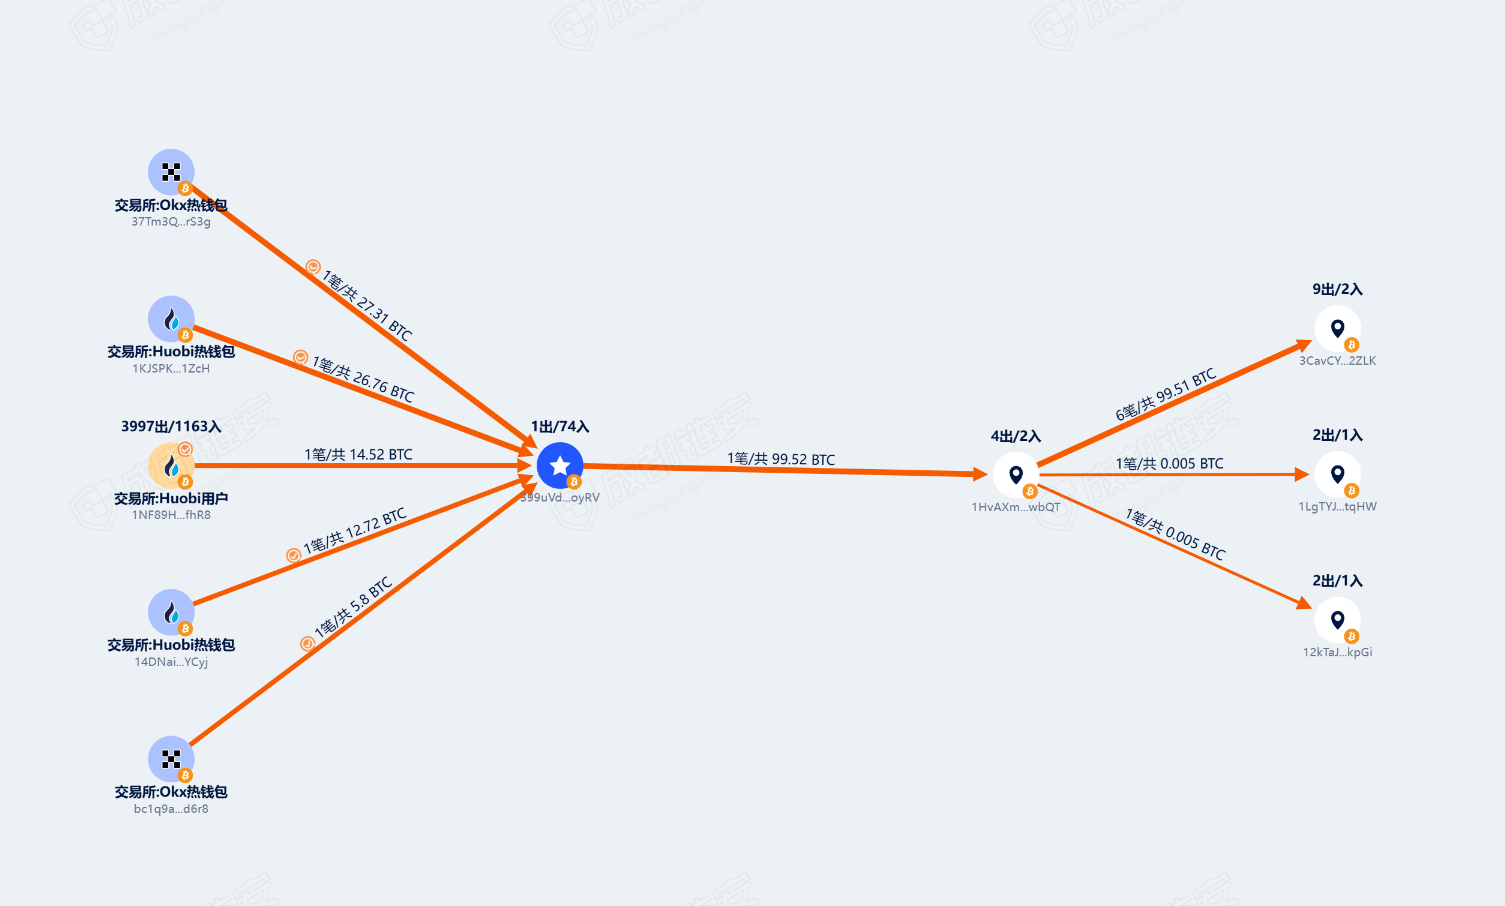 交易所:Okx热钱包
37Tm3Q...rS3g
1笔/共 27.31 BTC
交易所:Huobi热钱包
1KJSPK...1ZcH
1笔/共 26.76 BTC
3997出/1163入
交易所:Huobi用户
1NF89H...fhR8
1笔/共 14.52 BTC
交易所:Huobi热钱包
14DNai...YCyj
1笔/共 12.72 BTC
交易所:Okx热钱包
bc1q9a...d6r8
1笔/共 5.8 BTC
1出/74入
399uVd...oyRV
1笔/共 99.52 BTC
4出/2入
1HvAXm...wbQT
6笔/共 99.51 BTC
9出/2入
3CavCY...2ZLK
1笔/共 0.005 BTC
2出/1入
1LgTYJ...tqHW
1笔/共 0.005 BTC
2出/1入
12kTaJ...kpGi